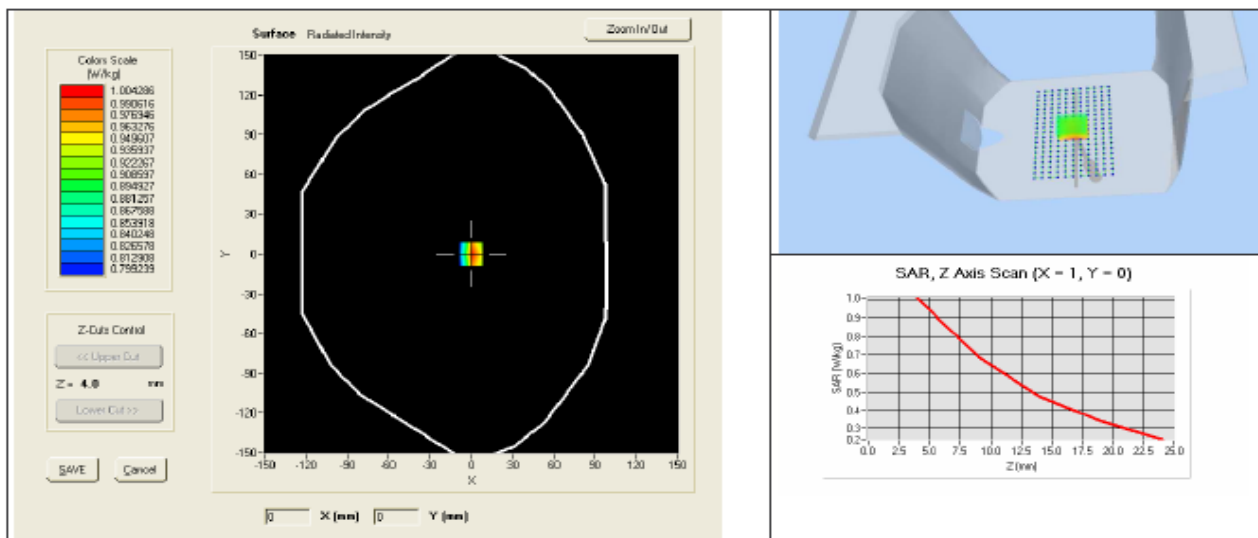 Surface Radiated Intensity
Zoom In/Out
Colors Scale
(W/kg)
1.004286
0.990616
0.976946
0.963276
0.949607
0.935937
0.922267
0.908597
0.894927
0.881257
0.867588
0.853918
0.840248
0.826578
0.812908
0.799239
Z-Cuts Control
<< Upper Cut
Z = 4.0 mm
Lower Cut >>
SAVE Cancel
150
120
90
60
30
0
-30
-60
-90
-120
-150
Y
-150 -120 -90 -60 -30 0 30 60 90 120 150
X
0 X (mm) 0 Y (mm)
SAR, Z Axis Scan (X = 1, Y = 0)
SAR (W/kg)
1.0
0.9
0.8
0.7
0.6
0.5
0.4
0.3
0.2
0.0 2.5 5.0 7.5 10.0 12.5 15.0 17.5 20.0 22.5 25.0
Z (mm)